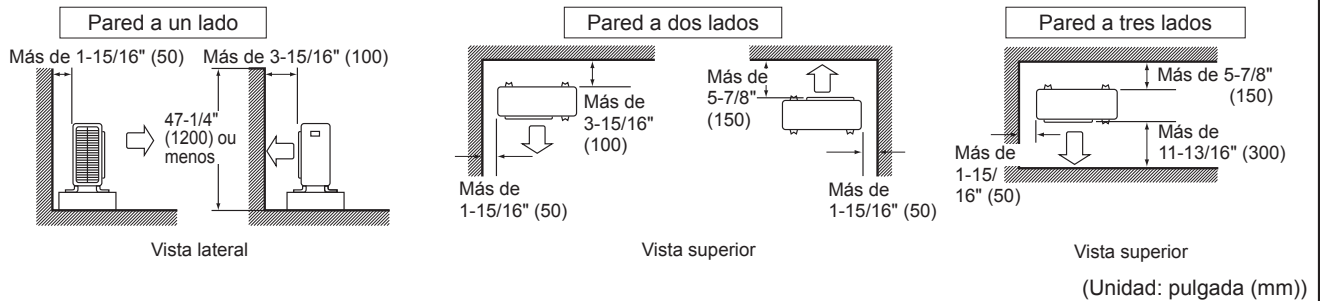 Pared a un lado
Más de 1-15/16" (50)
Más de 3-15/16" (100)
47-1/4"
(1200) ou
menos
Vista lateral
Pared a dos lados
Más de
3-15/16"
(100)
Más de
1-15/16" (50)
Más de
5-7/8"
(150)
Más de
1-15/16" (50)
Vista superior
Pared a tres lados
Más de 5-7/8"
(150)
Más de
11-13/16" (300)
Más de
1-15/
16" (50)
Vista superior
(Unidad: pulgada (mm))